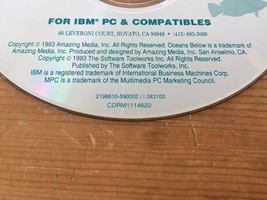 FOR IBM® PC & COMPATIBLES
60 LEVERONI COURT, NOVATO, CA 94949 • (415) 883-3000
Copyright © 1993 Amazing Media, Inc. All Rights Reserved. Oceans Below is a trademark of
Amazing Media, Inc. Produced and designed by Amazing Media, Inc. San Anselmo, CA.
Copyright © 1993 The Software Toolworks Inc. All Rights Reserved.
Published by The Software Toolworks, Inc.
IBM is a registered trademark of International Business Machines Corp.
MPC is a trademark of the Multimedia PC Marketing Council.
2198610-590002 / I 083100
CDRM1114620